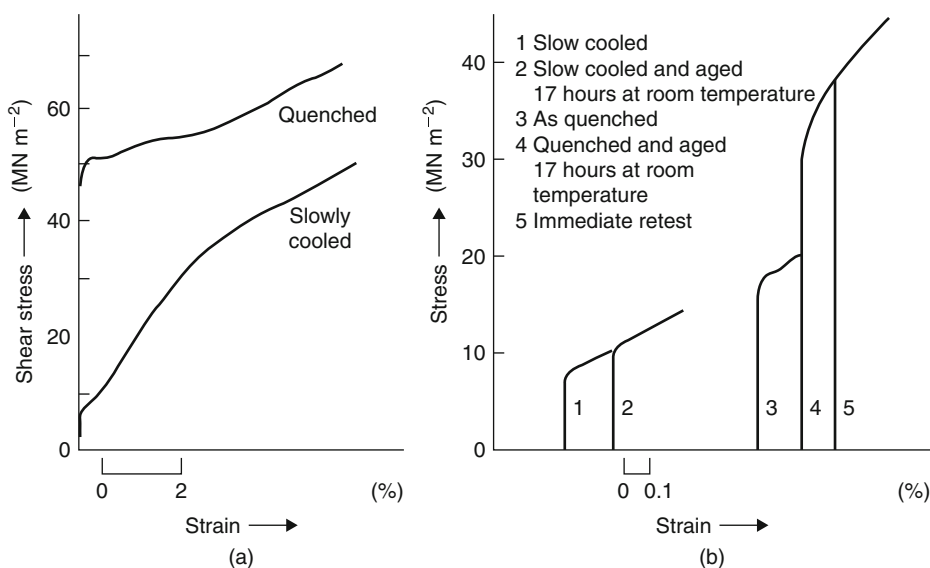 60
40
20
0
Shear stress → (MN m−2)
Quenched
Slowly
cooled
0 2 (%)
Strain →
(a)
40
30
20
10
0
Stress → (MN m−2)
1 Slow cooled
2 Slow cooled and aged
17 hours at room temperature
3 As quenched
4 Quenched and aged
17 hours at room
temperature
5 Immediate retest
1 2 3 4 5
0 0.1 (%)
Strain →
(b)